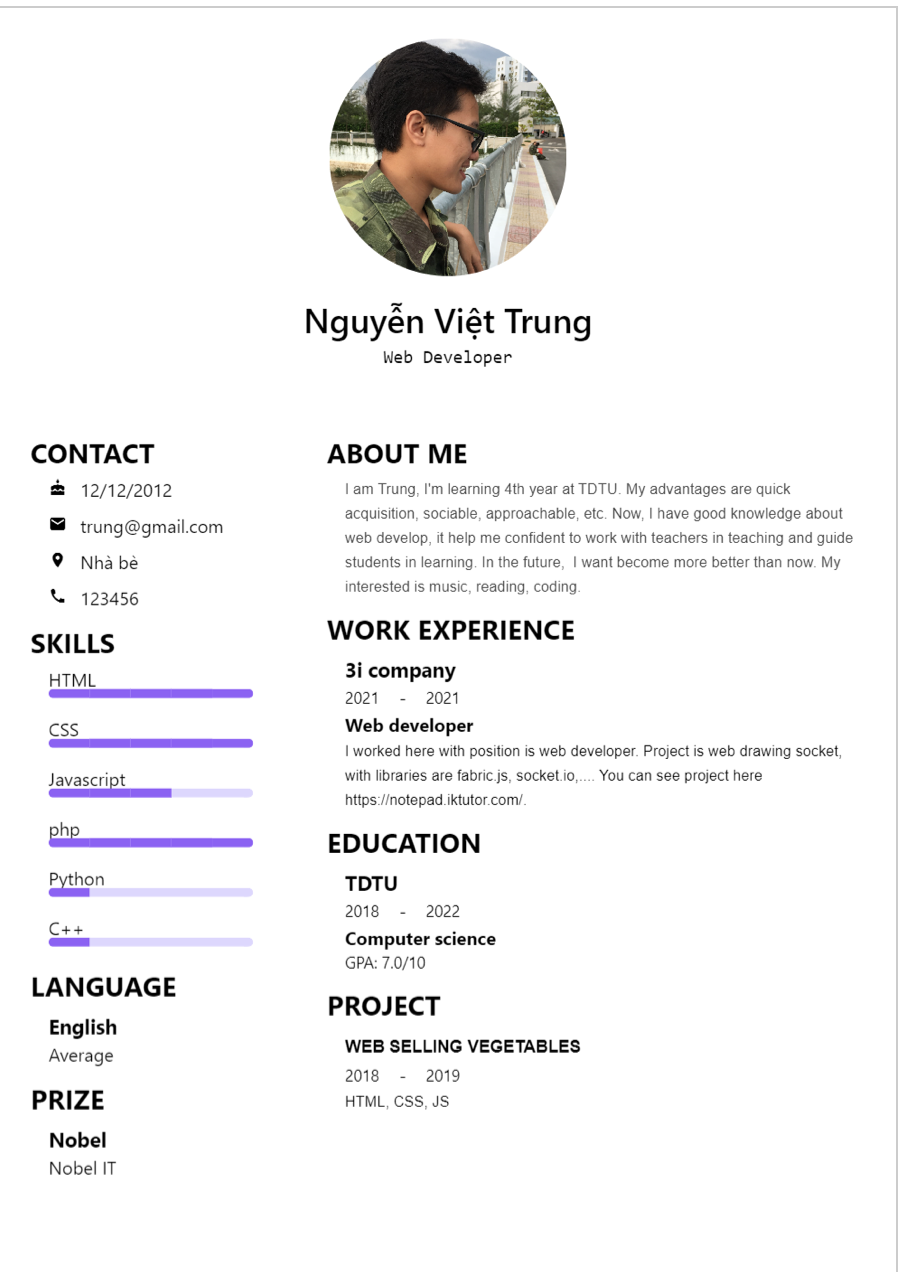 Nguyễn Việt Trung
Web Developer
CONTACT
12/12/2012
trung@gmail.com
Nhà bè
123456
SKILLS
HTML
CSS
Javascript
php
Python
C++
LANGUAGE
English
Average
PRIZE
Nobel
Nobel IT
ABOUT ME
I am Trung, I'm learning 4th year at TDTU. My advantages are quick
acquisition, sociable, approachable, etc. Now, I have good knowledge about
web develop, it help me confident to work with teachers in teaching and guide
students in learning. In the future,  I want become more better than now. My
interested is music, reading, coding.
WORK EXPERIENCE
3i company
2021 - 2021
Web developer
I worked here with position is web developer. Project is web drawing socket,
with libraries are fabric.js, socket.io,.... You can see project here
https://notepad.iktutor.com/.
EDUCATION
TDTU
2018 - 2022
Computer science
GPA: 7.0/10
PROJECT
WEB SELLING VEGETABLES
2018 - 2019
HTML, CSS, JS